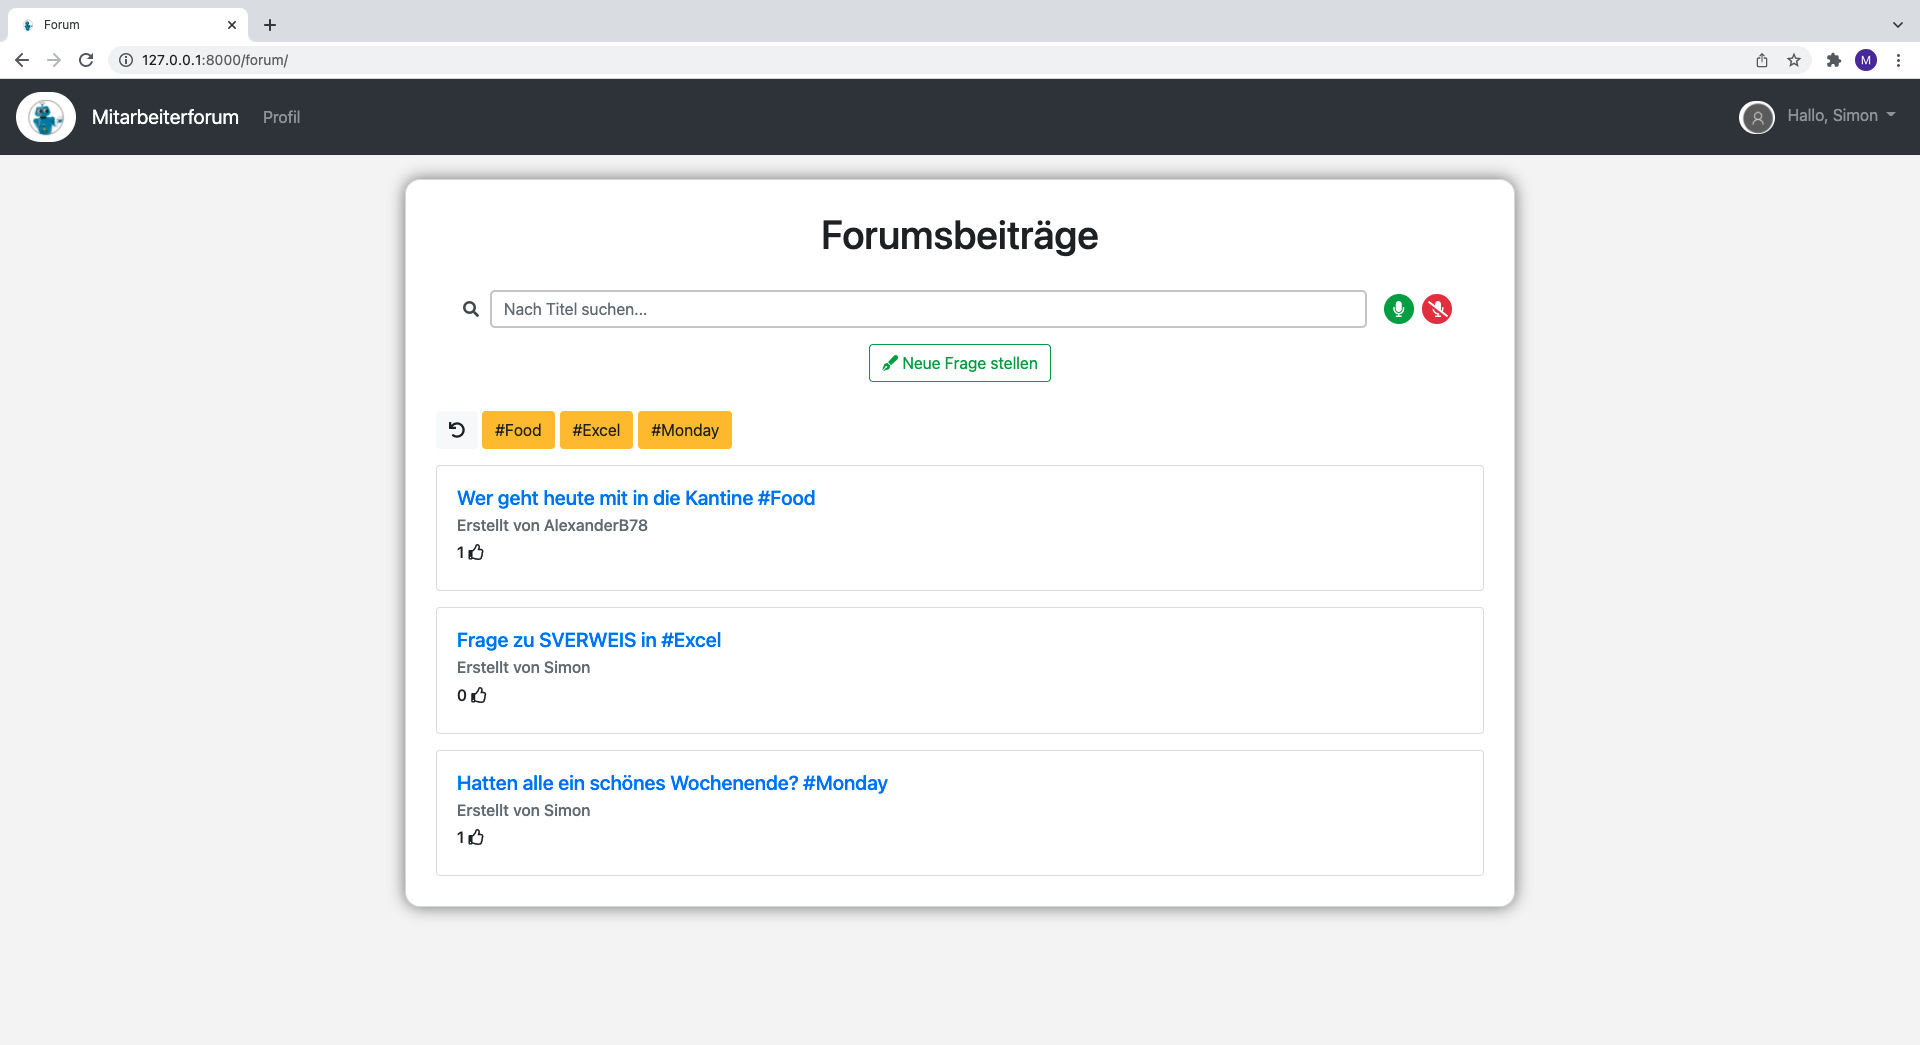 Forum
127.0.0.1:8000/forum/
M
Mitarbeiterforum
Profil
Hallo, Simon
Forumsbeiträge
Nach Titel suchen...
Neue Frage stellen
#Food
#Excel
#Monday
Wer geht heute mit in die Kantine #Food
Erstellt von AlexanderB78
1
Frage zu SVERWEIS in #Excel
Erstellt von Simon
0
Hatten alle ein schönes Wochenende? #Monday
Erstellt von Simon
1